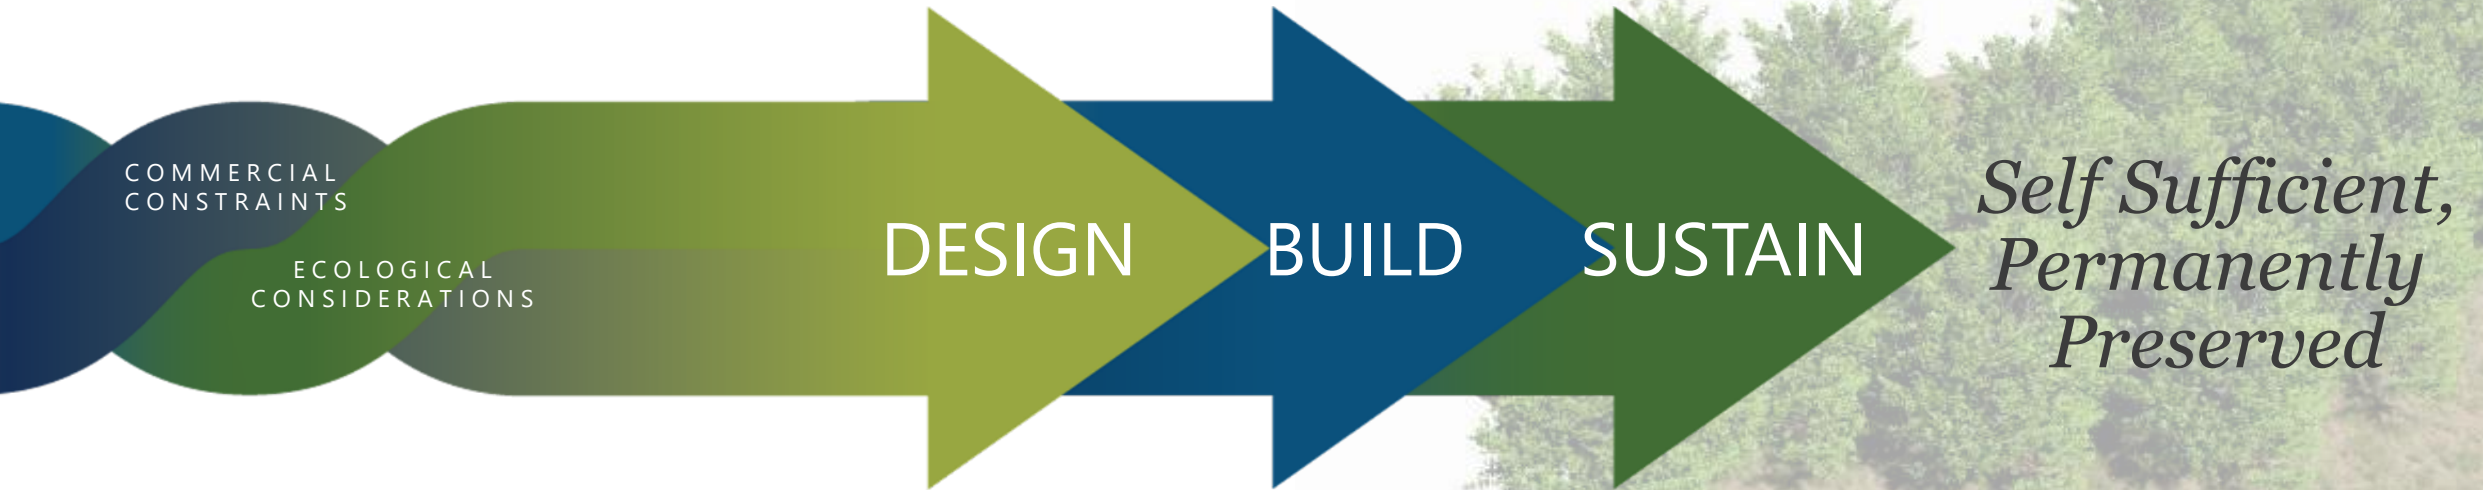 COMMERCIAL
CONSTRAINTS
ECOLOGICAL
CONSIDERATIONS
DESIGN
BUILD
SUSTAIN
Self Sufficient,
Permanently
Preserved